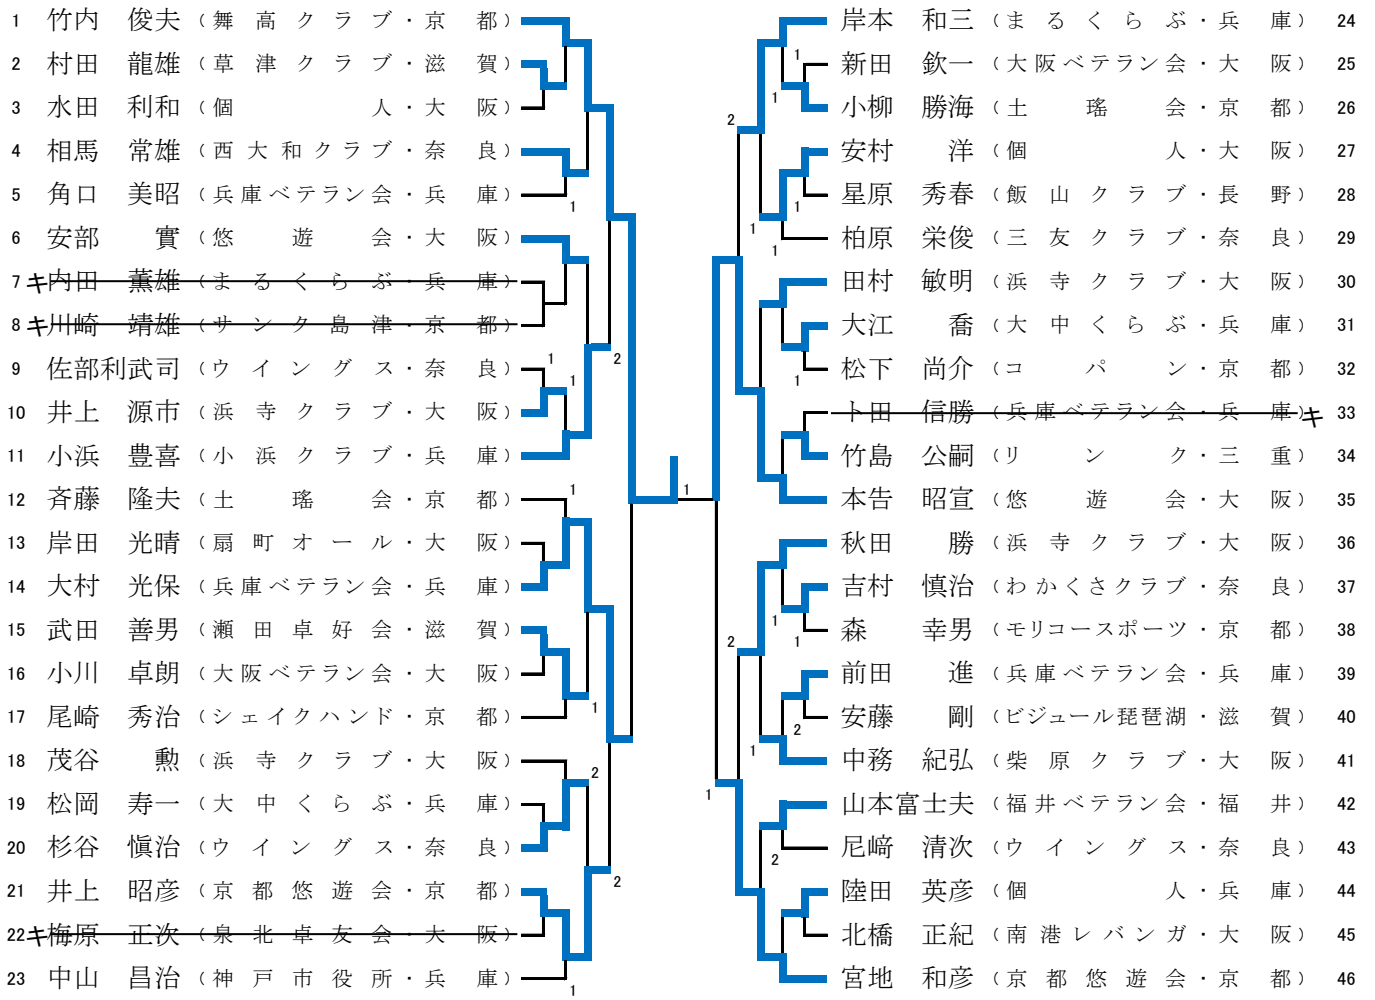 1 竹内 俊夫 (舞高クラブ・京都)
2 村田 龍雄 (草津クラブ・滋賀)
3 水田 利和 (個人・大阪)
4 相馬 常雄 (西大和クラブ・奈良)
5 角口 美昭 (兵庫ベテラン会・兵庫)
1
6 安部 實 (悠遊会・大阪)
7 キ 内田 薫雄 (まるくらぶ・兵庫)
8 キ 川崎 靖雄 (サンク島津・京都)
1 2
9 佐部利武司 (ウイングス・奈良)
1
10 井上 源市 (浜寺クラブ・大阪)
11 小浜 豊喜 (小浜クラブ・兵庫)
12 斉藤 隆夫 (土瑤会・京都)
1
13 岸田 光晴 (扇町オール・大阪)
14 大村 光保 (兵庫ベテラン会・兵庫)
15 武田 善男 (瀬田卓好会・滋賀)
16 小川 卓朗 (大阪ベテラン会・大阪)
1
17 尾崎 秀治 (シェイクハンド・京都)
18 茂谷 勲 (浜寺クラブ・大阪)
2
19 松岡 寿一 (大中くらぶ・兵庫)
20 杉谷 愼治 (ウイングス・奈良)
2
21 井上 昭彦 (京都悠遊会・京都)
22 キ 梅原 正次 (泉北卓友会・大阪)
23 中山 昌治 (神戸市役所・兵庫)
1
1
岸本 和三 (まるくらぶ・兵庫) 24
1
新田 欽一 (大阪ベテラン会・大阪) 25
1
小柳 勝海 (土瑤会・京都) 26
2
安村 洋 (個人・大阪) 27
星原 秀春 (飯山クラブ・長野) 28
1
1
柏原 栄俊 (三友クラブ・奈良) 29
1
田村 敏明 (浜寺クラブ・大阪) 30
大江 喬 (大中くらぶ・兵庫) 31
松下 尚介 (コパン・京都) 32
1
卜田 信勝 (兵庫ベテラン会・兵庫) キ 33
竹島 公嗣 (リンク・三重) 34
本告 昭宣 (悠遊会・大阪) 35
秋田 勝 (浜寺クラブ・大阪) 36
吉村 慎治 (わかくさクラブ・奈良) 37
1
森 幸男 (モリコースポーツ・京都) 38
1
2
前田 進 (兵庫ベテラン会・兵庫) 39
安藤 剛 (ビジュール琵琶湖・滋賀) 40
2
1
中務 紀弘 (柴原クラブ・大阪) 41
1
山本富士夫 (福井ベテラン会・福井) 42
尼﨑 清次 (ウイングス・奈良) 43
2
陸田 英彦 (個人・兵庫) 44
北橋 正紀 (南港レバンガ・大阪) 45
宮地 和彦 (京都悠遊会・京都) 46